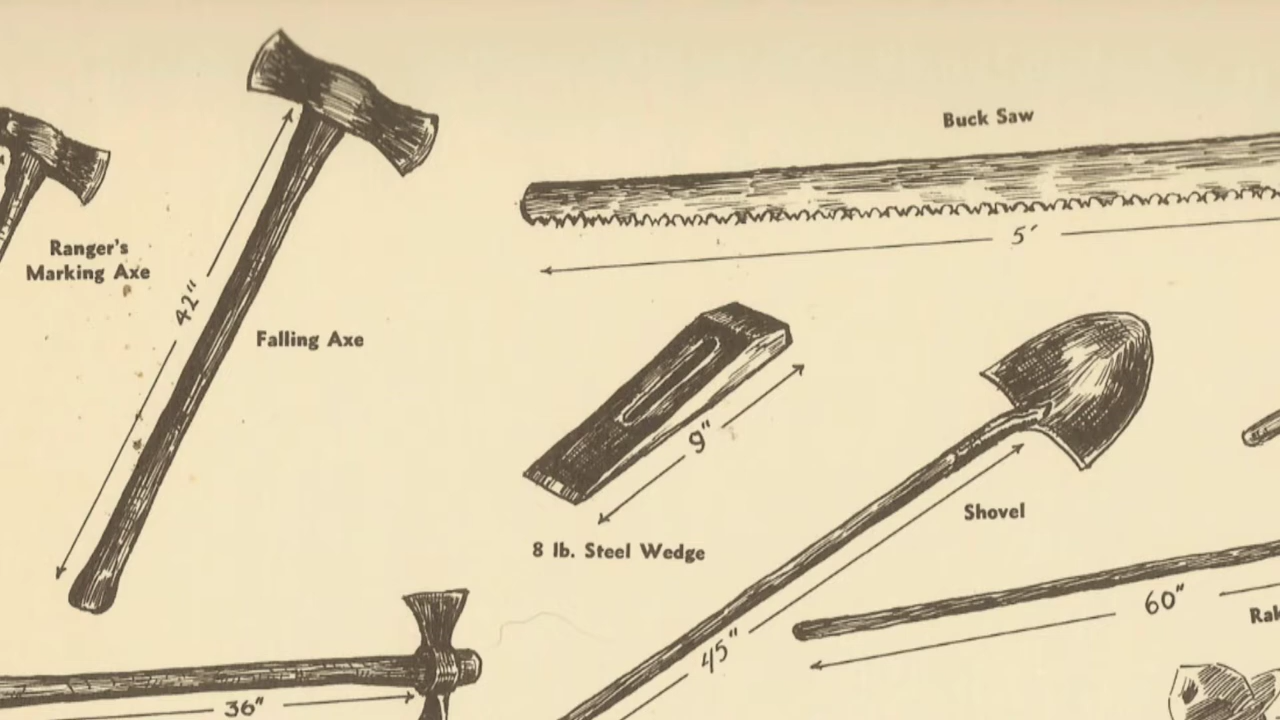 Buck Saw
5'
Ranger's
Marking Axe
42"
Falling Axe
9"
8 lb. Steel Wedge
Shovel
45"
60"
36"